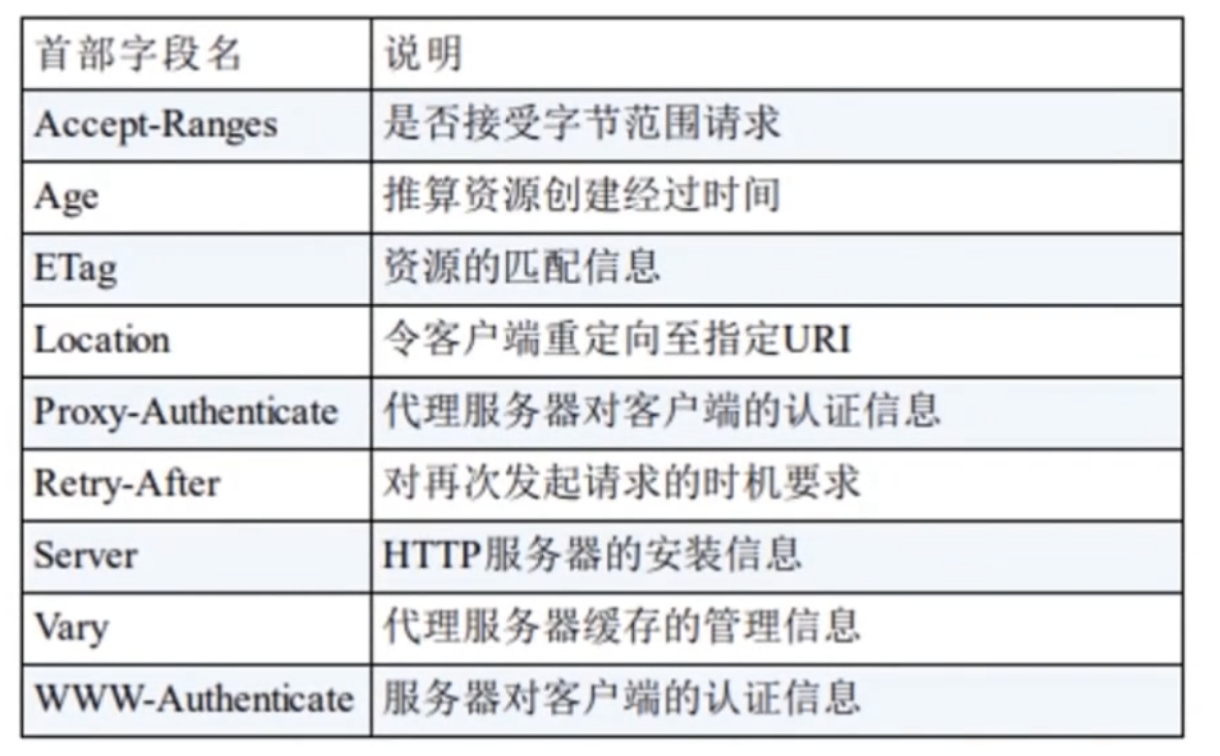 首部字段名 说明
Accept-Ranges 是否接受字节范围请求
Age 推算资源创建经过时间
ETag 资源的匹配信息
Location 令客户端重定向至指定URI
Proxy-Authenticate 代理服务器对客户端的认证信息
Retry-After 对再次发起请求的时机要求
Server HTTP服务器的安装信息
Vary 代理服务器缓存的管理信息
WWW-Authenticate 服务器对客户端的认证信息